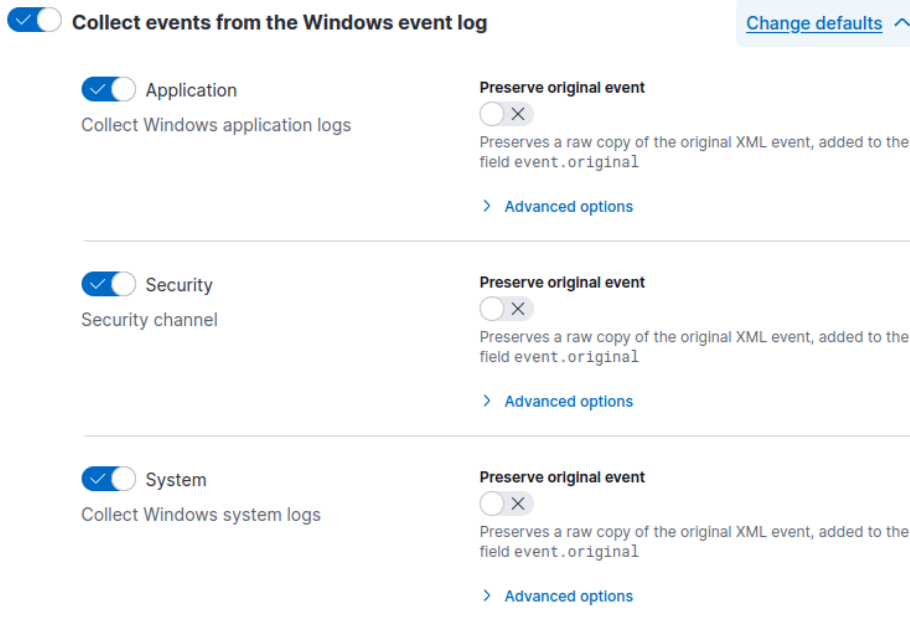 Collect events from the Windows event log
Change defaults
Application
Collect Windows application logs
Preserve original event
Preserves a raw copy of the original XML event, added to the
field event.original
Advanced options
Security
Security channel
Preserve original event
Preserves a raw copy of the original XML event, added to the
field event.original
Advanced options
System
Collect Windows system logs
Preserve original event
Preserves a raw copy of the original XML event, added to the
field event.original
Advanced options